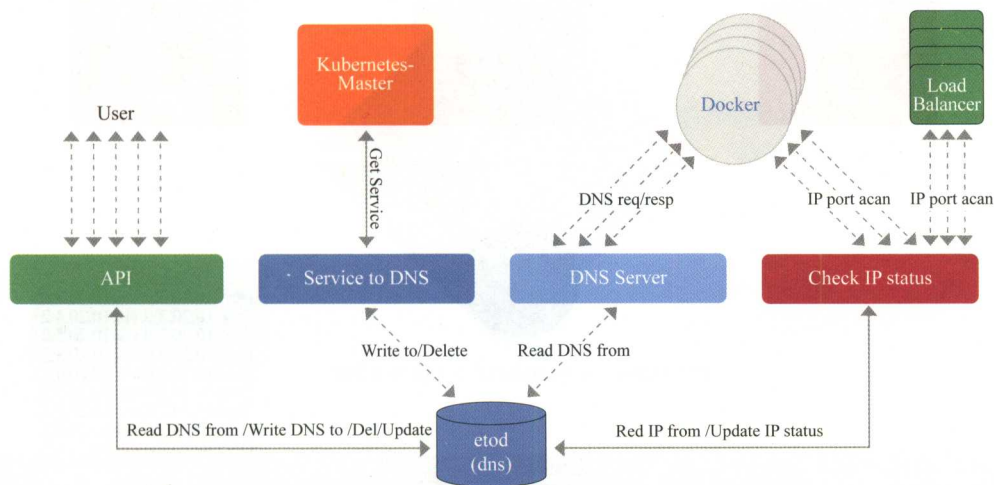 Kubernetes-
Master
Docker
Load
Balancer
User
Get Service
DNS req/resp
IP port acan
IP port acan
API
Service to DNS
DNS Server
Check IP status
Write to/Delete
Read DNS from
Read DNS from /Write DNS to /Del/Update
etod
(dns)
Red IP from /Update IP status